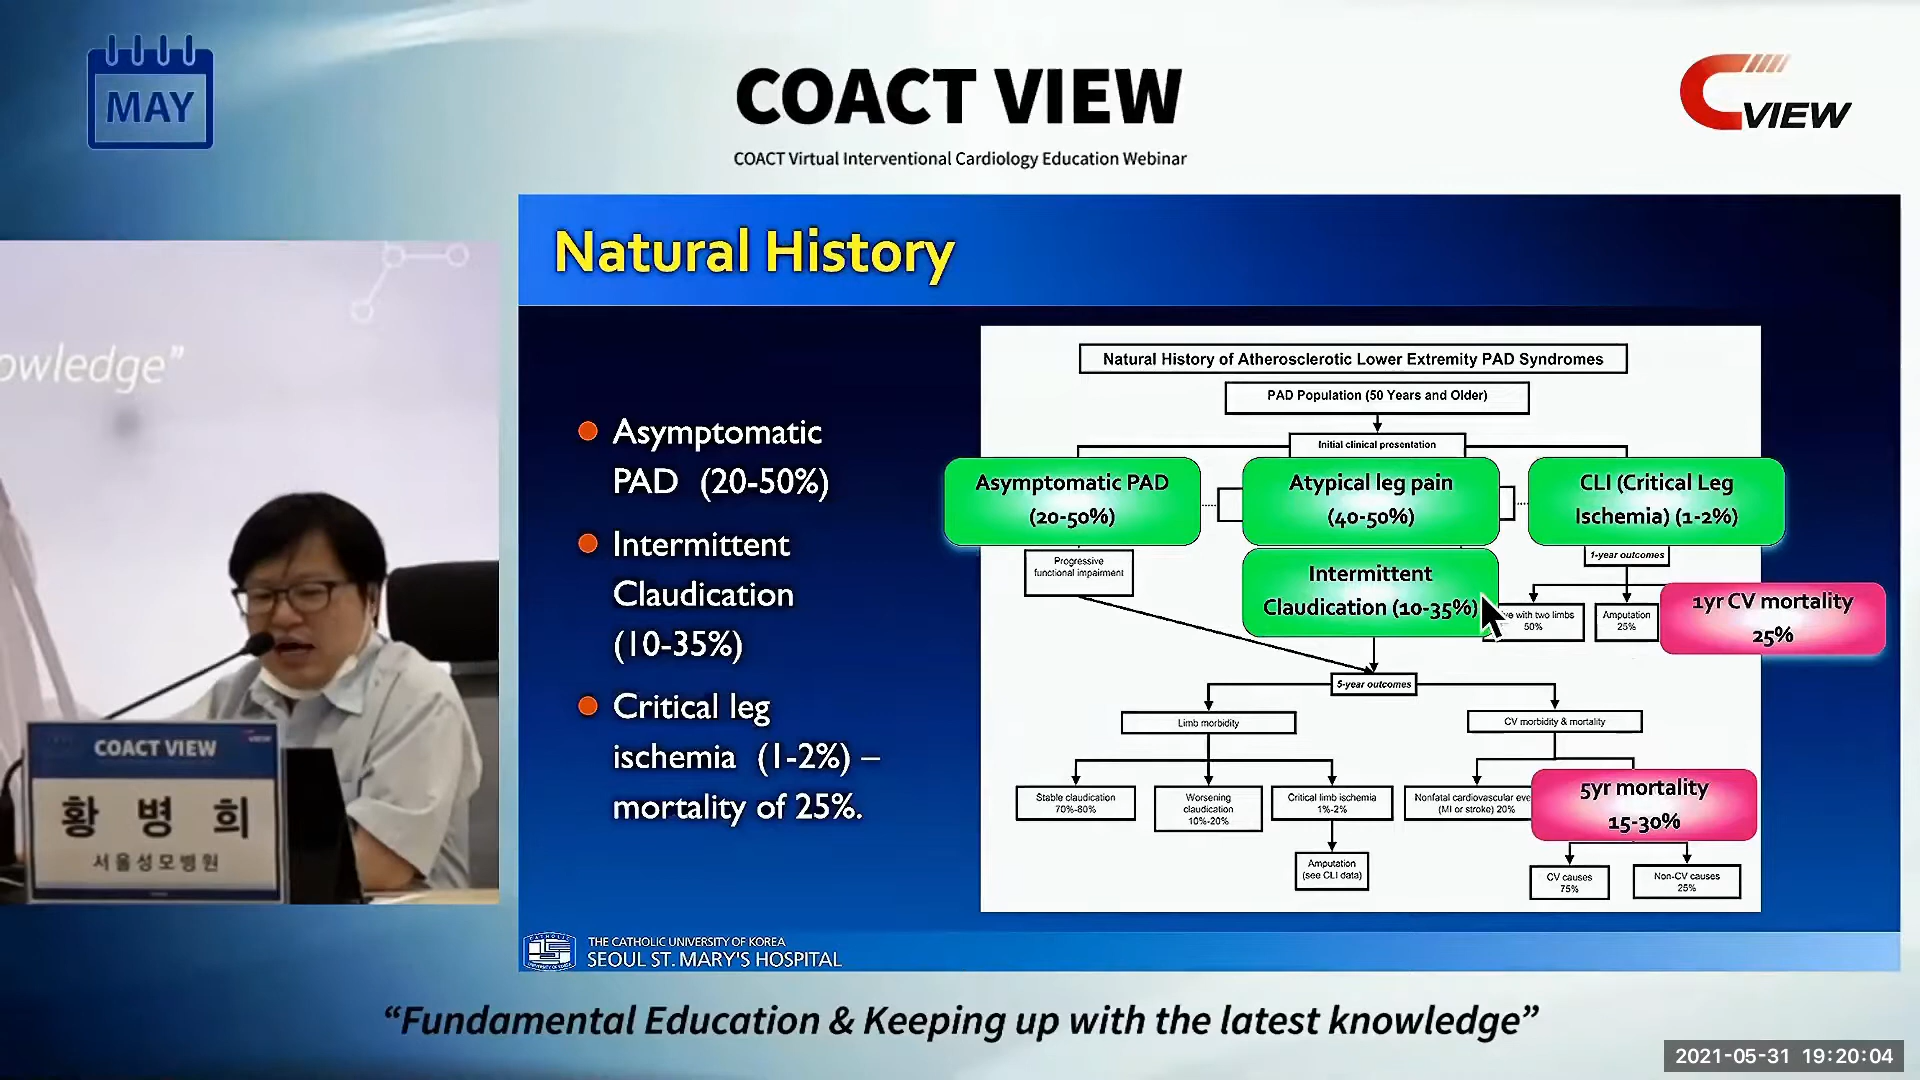 MAY
COACT VIEW
COACT Virtual Interventional Cardiology Education Webinar
C VIEW
owledge”
COACT VIEW
황 병 희
서울성모병원
Natural History
Asymptomatic
PAD (20-50%)
Intermittent
Claudication
(10-35%)
Critical leg
ischemia (1-2%) –
mortality of 25%.
Natural History of Atherosclerotic Lower Extremity PAD Syndromes
PAD Population (50 Years and Older)
Initial clinical presentation
Asymptomatic PAD
(20-50%)
Atypical leg pain
(40-50%)
CLI (Critical Leg
Ischemia) (1-2%)
Progressive
functional impairment
Intermittent
Claudication (10-35%)
1-year outcomes
with two limbs
50%
Amputation
25%
1yr CV mortality
25%
5-year outcomes
Limb morbidity
CV morbidity & mortality
Stable claudication
70%-80%
Worsening
claudication
10%-20%
Critical limb ischemia
1%-2%
Amputation
(see CLI data)
Nonfatal cardiovascular eve
(MI or stroke) 20%
5yr mortality
15-30%
CV causes
75%
Non-CV causes
25%
THE CATHOLIC UNIVERSITY OF KOREA
SEOUL ST. MARY'S HOSPITAL
“Fundamental Education & Keeping up with the latest knowledge”
2021-05-31 19:20:04